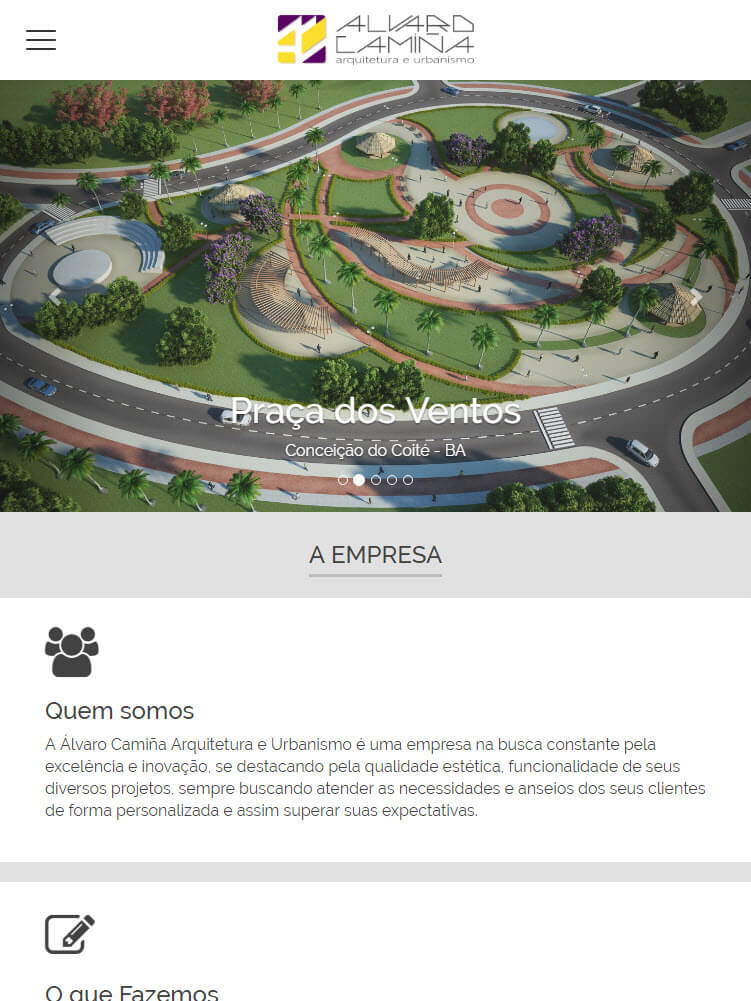 ALVARO
CAMIÑA
arquitetura e urbanismo
Praça dos Ventos
Conceição do Coité - BA
A EMPRESA
Quem somos
A Álvaro Camiña Arquitetura e Urbanismo é uma empresa na busca constante pela
excelência e inovação, se destacando pela qualidade estética, funcionalidade de seus
diversos projetos, sempre buscando atender as necessidades e anseios dos seus clientes
de forma personalizada e assim superar suas expectativas.
O que Fazemos